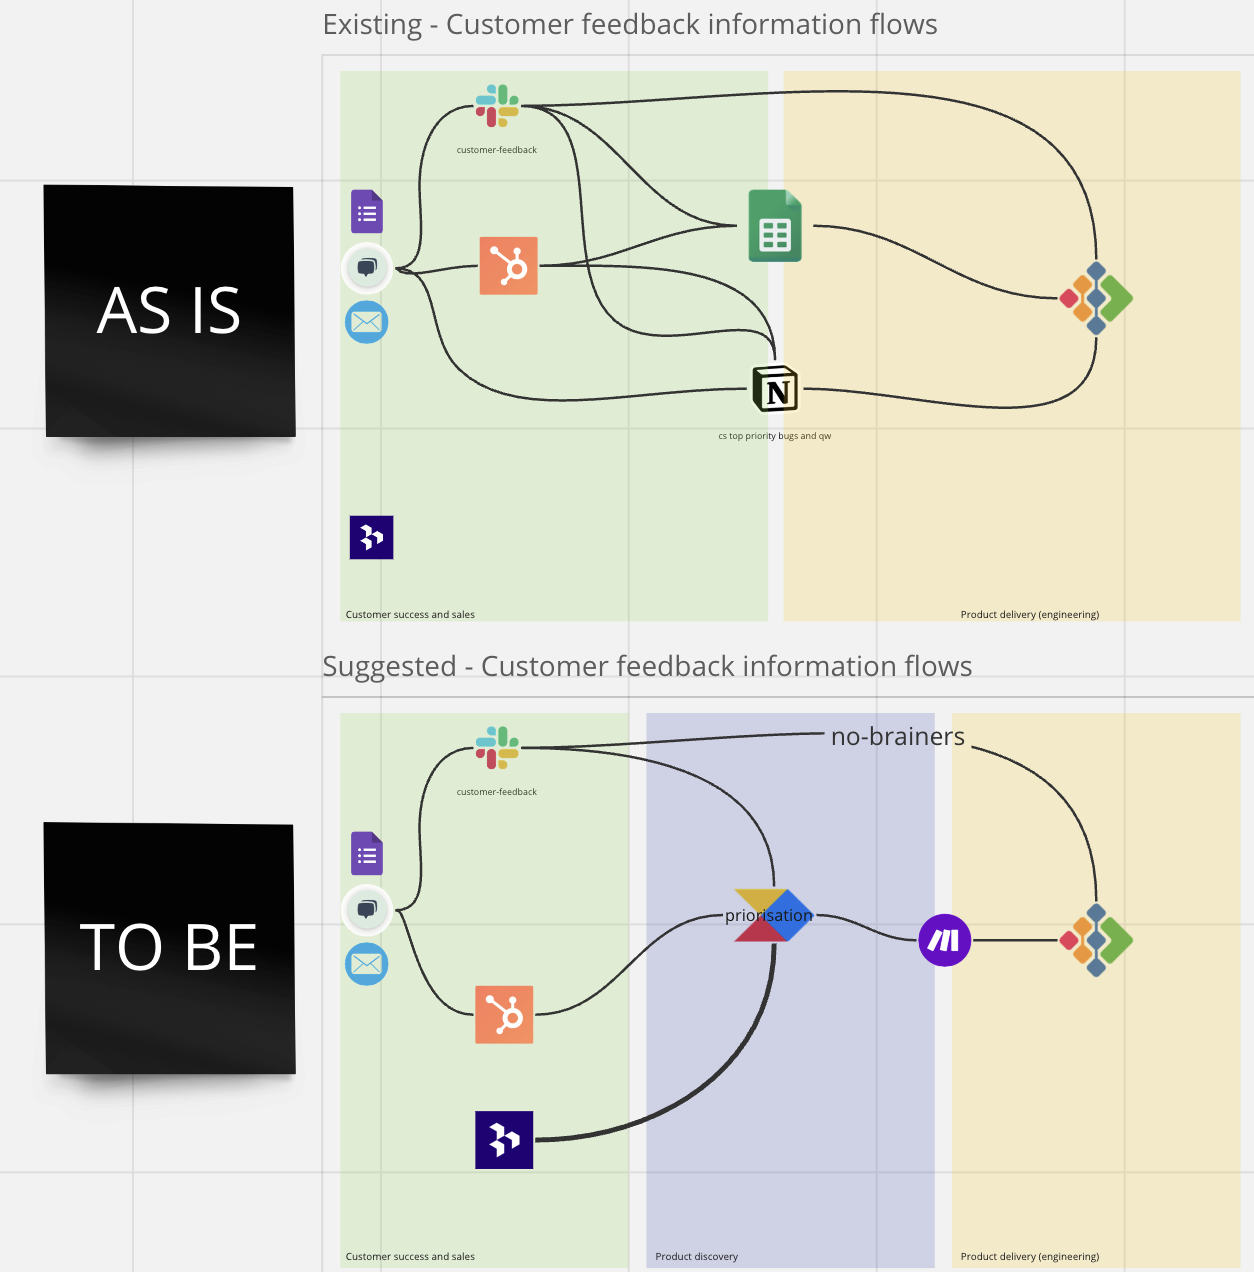 Existing - Customer feedback information flows
customer-feedback
AS IS
N
cs top priority bugs and qw
Customer success and sales
Product delivery (engineering)
Suggested - Customer feedback information flows
no-brainers
customer-feedback
TO BE
priorisation
Customer success and sales
Product discovery
Product delivery (engineering)